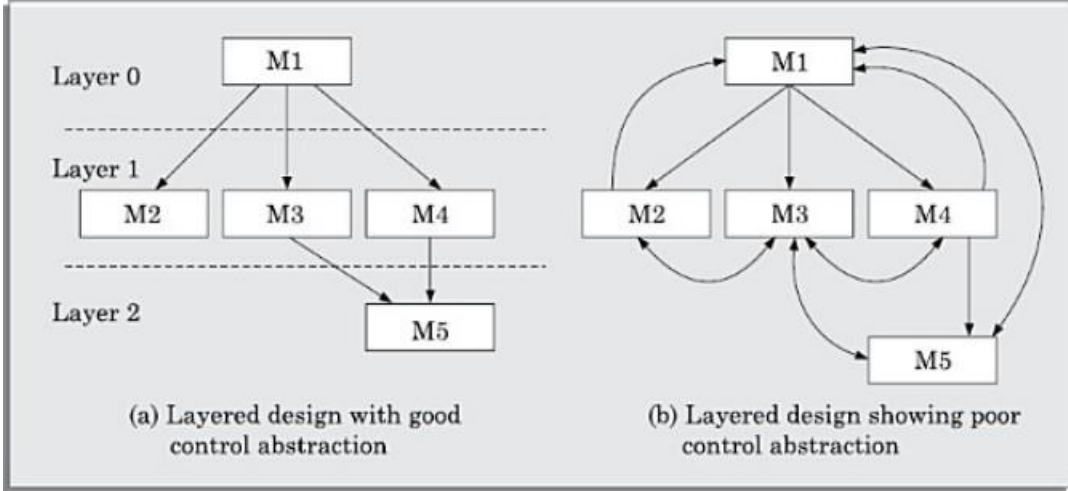 Layer 0
M1
Layer 1
M2
M3
M4
Layer 2
M5
(a) Layered design with good
control abstraction
M1
M2
M3
M4
M5
(b) Layered design showing poor
control abstraction